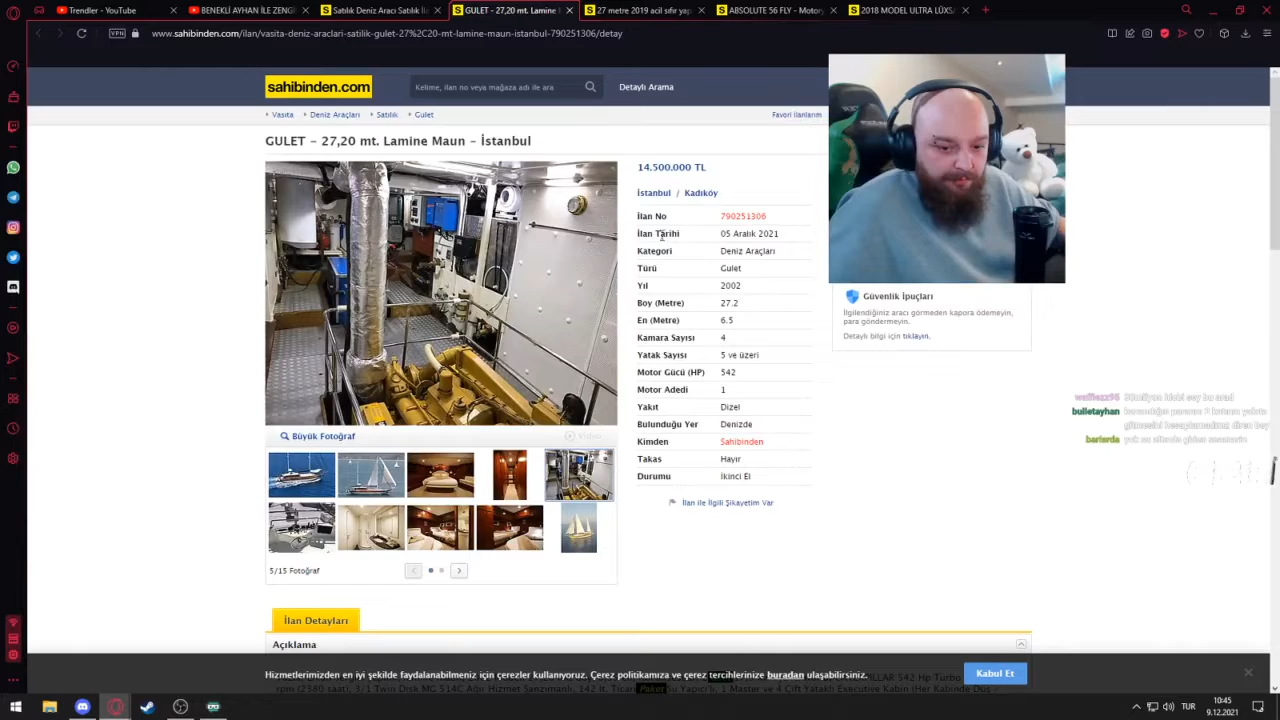 Trendler - YouTube
BENEKLİ AYHAN İLE ZENG
Satılık Deniz Aracı Satılık İl
GULET - 27,20 mt. Lamine M
27 metre 2019 acil sıfır yap
ABSOLUTE 56 FLY - Motory
2018 MODEL ULTRA LÜXS
VPN
www.sahibinden.com/ilan/vasita-deniz-araclari-satilik-gulet-27%2C20-mt-lamine-maun-istanbul-790251306/detay
sahibinden.com
Kelime, ilan no veya mağaza adı ile ara
Detaylı Arama
Vasıta
Deniz Araçları
Satılık
Gulet
Favori İlanlarım
GULET - 27,20 mt. Lamine Maun - İstanbul
14.500.000 TL
İstanbul / Kadıköy
İlan No 790251306
İlan Tarihi 05 Aralık 2021
Kategori Deniz Araçları
Türü Gulet
Yıl 2002
Boy (Metre) 27.2
En (Metre) 6.5
Kamara Sayısı 4
Yatak Sayısı 5 ve üzeri
Motor Gücü (HP) 542
Motor Adedi 1
Yakıt Dizel
Bulunduğu Yer Denizde
Kimden Sahibinden
Takas Hayır
Durumu İkinci El
İlan ile İlgili Şikayetim Var
Güvenlik İpuçları
İlgilendiğiniz aracı görmeden kapora ödemeyin,
para göndermeyin.
Detaylı bilgi için tıklayın.
bulletayhan
barlarda
Büyük Fotoğraf
Video
5/15 Fotoğraf
İlan Detayları
Açıklama
Hizmetlerimizden en iyi şekilde faydalanabilmeniz için çerezler kullanıyoruz. Çerez politikamıza ve çerez tercihlerinize buradan ulaşabilirsiniz.
Kabul Et
TUR
10:45
9.12.2021